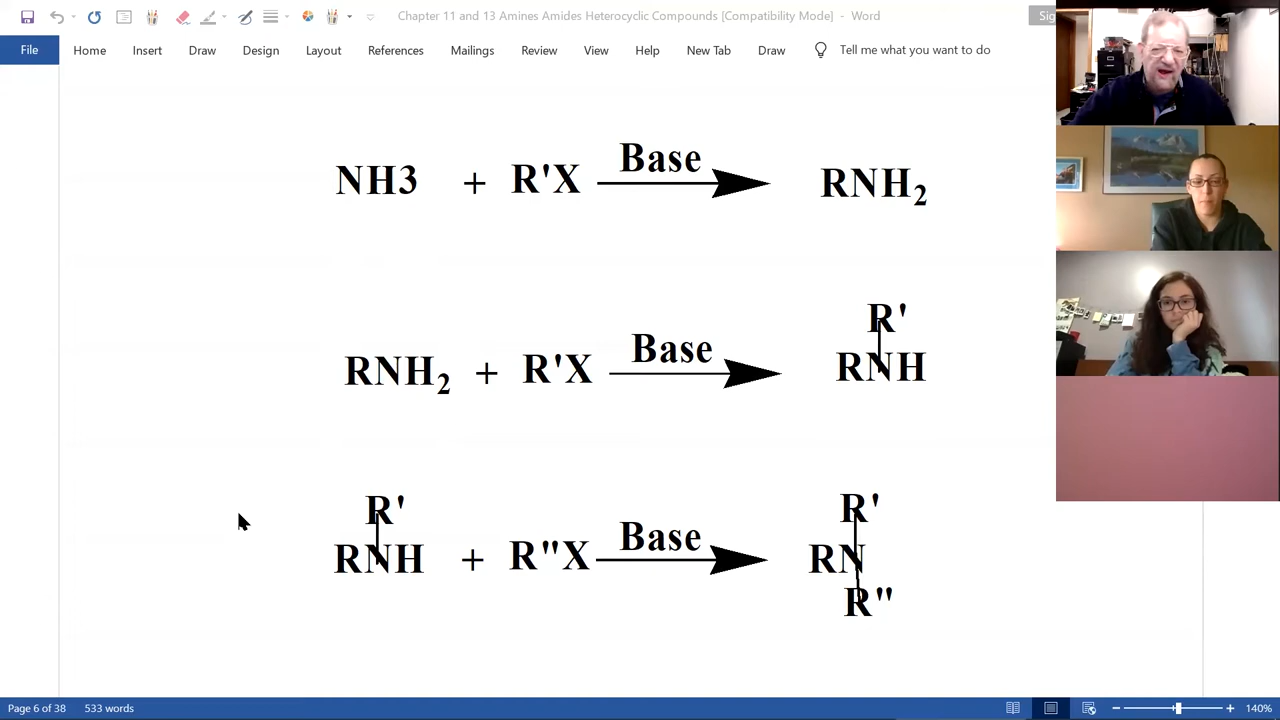 Chapter 11 and 13 Amines Amides Heterocyclic Compounds [Compatibility Mode] - Word
File Home Insert Draw Design Layout References Mailings Review View Help New Tab Draw Tell me what you want to do
NH3 + R'X Base RNH2
RNH2 + R'X Base R'
RNH
R'
RNH + R"X Base R'
RN
R"
Page 6 of 38 533 words 140%